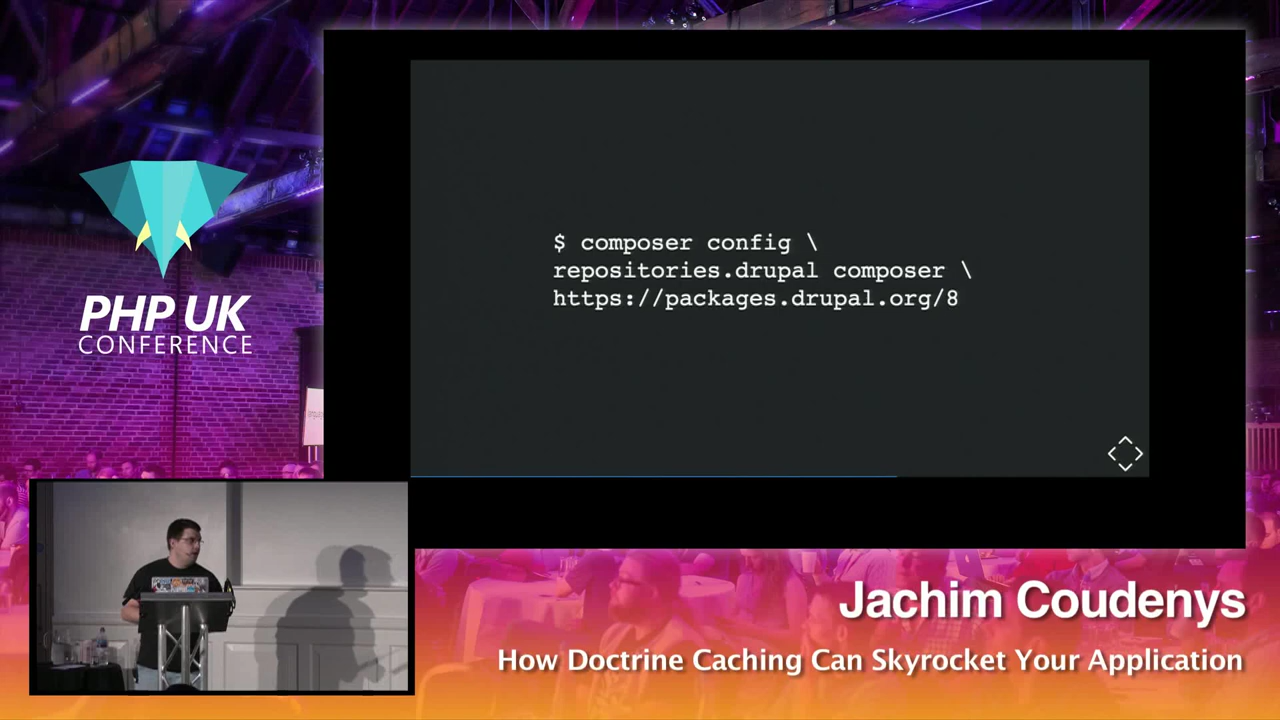 $ composer config \
repositories.drupal composer \
https://packages.drupal.org/8
PHP UK
CONFERENCE
Jachim Coudenys
How Doctrine Caching Can Skyrocket Your Application